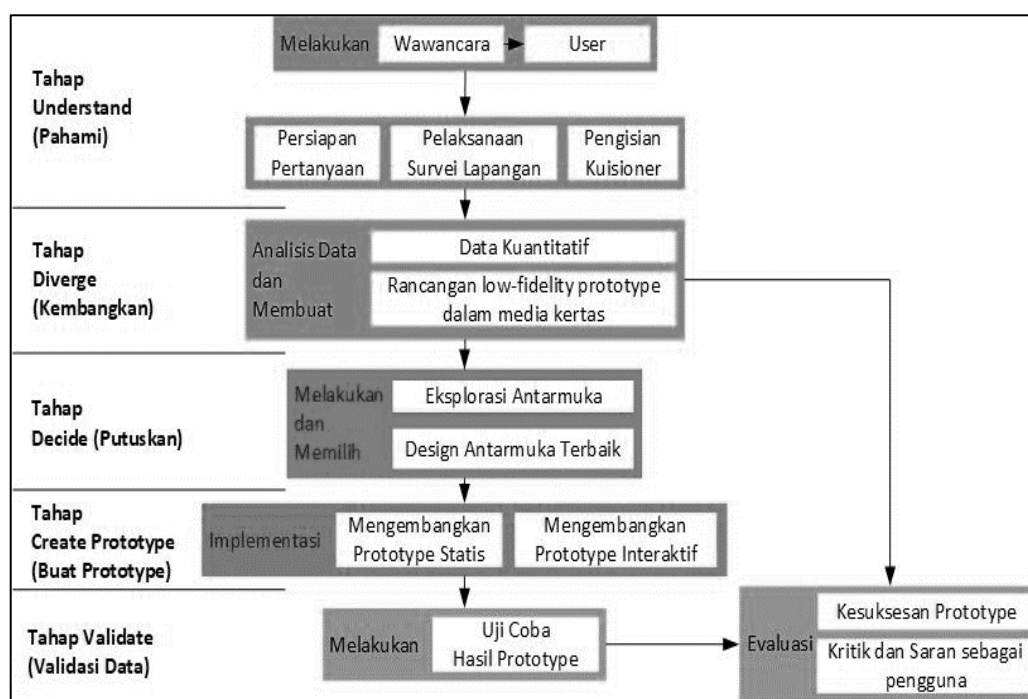 Tahap
Understand
(Pahami)
Melakukan
Wawancara
User
Persiapan
Pertanyaan
Pelaksanaan
Survei Lapangan
Pengisian
Kuisioner
Tahap
Diverge
(Kembangkan)
Analisis Data
dan
Membuat
Data Kuantitatif
Rancangan low-fidelity prototype
dalam media kertas
Tahap
Decide (Putuskan)
Melakukan
dan
Memilih
Eksplorasi Antarmuka
Design Antarmuka Terbaik
Tahap
Create Prototype
(Buat Prototype)
Implementasi
Mengembangkan
Prototype Statis
Mengembangkan
Prototype Interaktif
Tahap Validate
(Validasi Data)
Melakukan
Uji Coba
Hasil Prototype
Evaluasi
Kesuksesan Prototype
Kritik dan Saran sebagai
pengguna